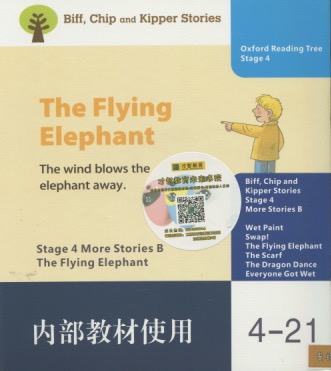 Biff, Chip and Kipper Stories
Oxford Reading Tree
Stage 4
The Flying
Elephant
The wind blows the
elephant away.
Biff, Chip and
Kipper Stories
Stage 4
More Stories B
Wet Paint
Swap!
The Flying Elephant
The Scarf
The Dragon Dance
Everyone Got Wet
Stage 4 More Stories B
The Flying Elephant
内部教材使用
4-21